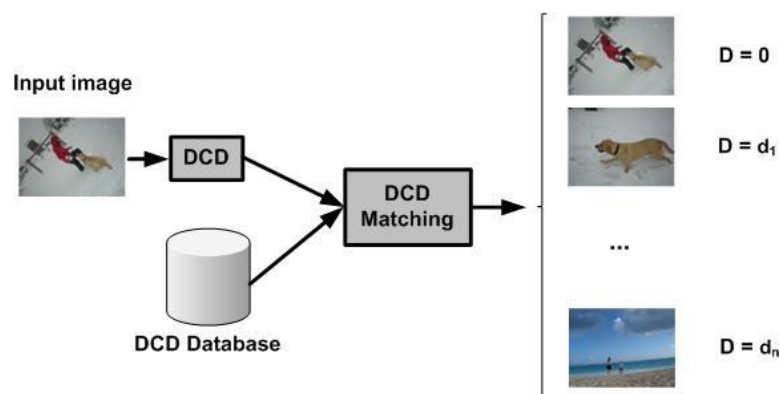 Input image
DCD
DCD Database
DCD
Matching
D = 0
D = d₁
...
D = dₙ